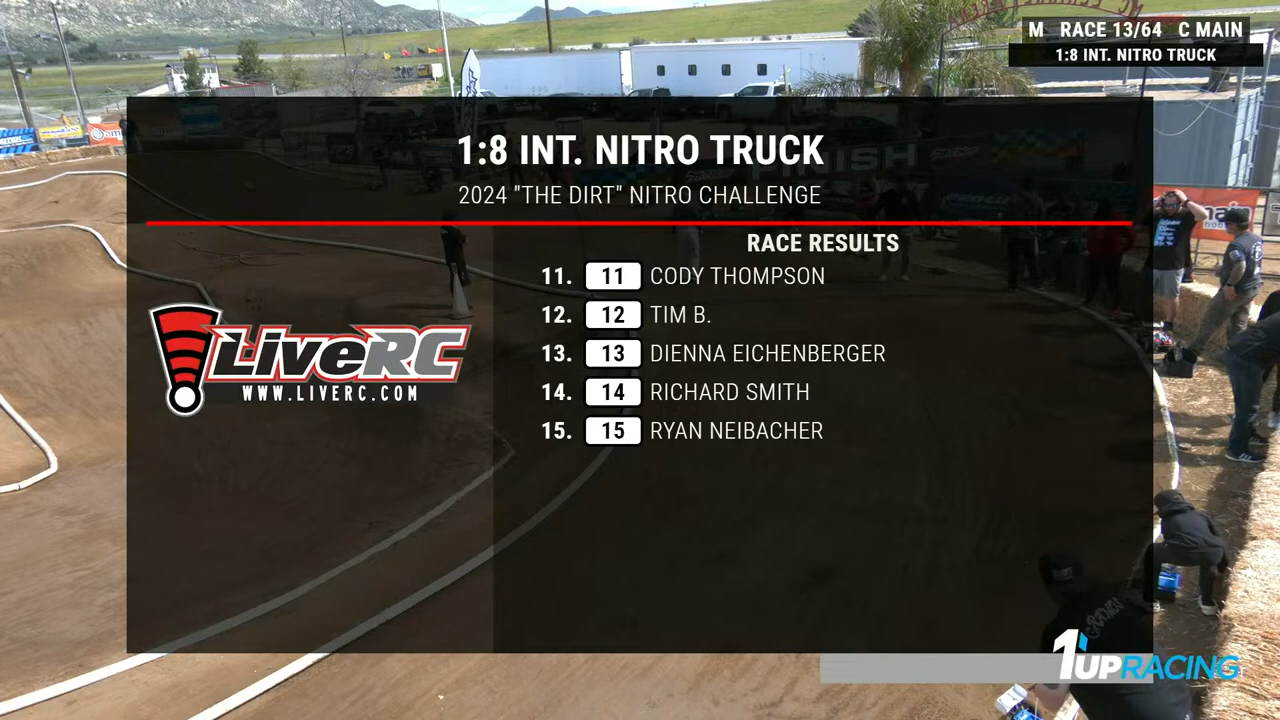 M RACE 13/64 C MAIN
1:8 INT. NITRO TRUCK
1:8 INT. NITRO TRUCK
FINISH
2024 "THE DIRT" NITRO CHALLENGE
RACE RESULTS
11. 11 CODY THOMPSON
12. 12 TIM B.
13. 13 DIENNA EICHENBERGER
14. 14 RICHARD SMITH
15. 15 RYAN NEIBACHER
LiveRC
WWW.LIVERC.COM
1UPRACING